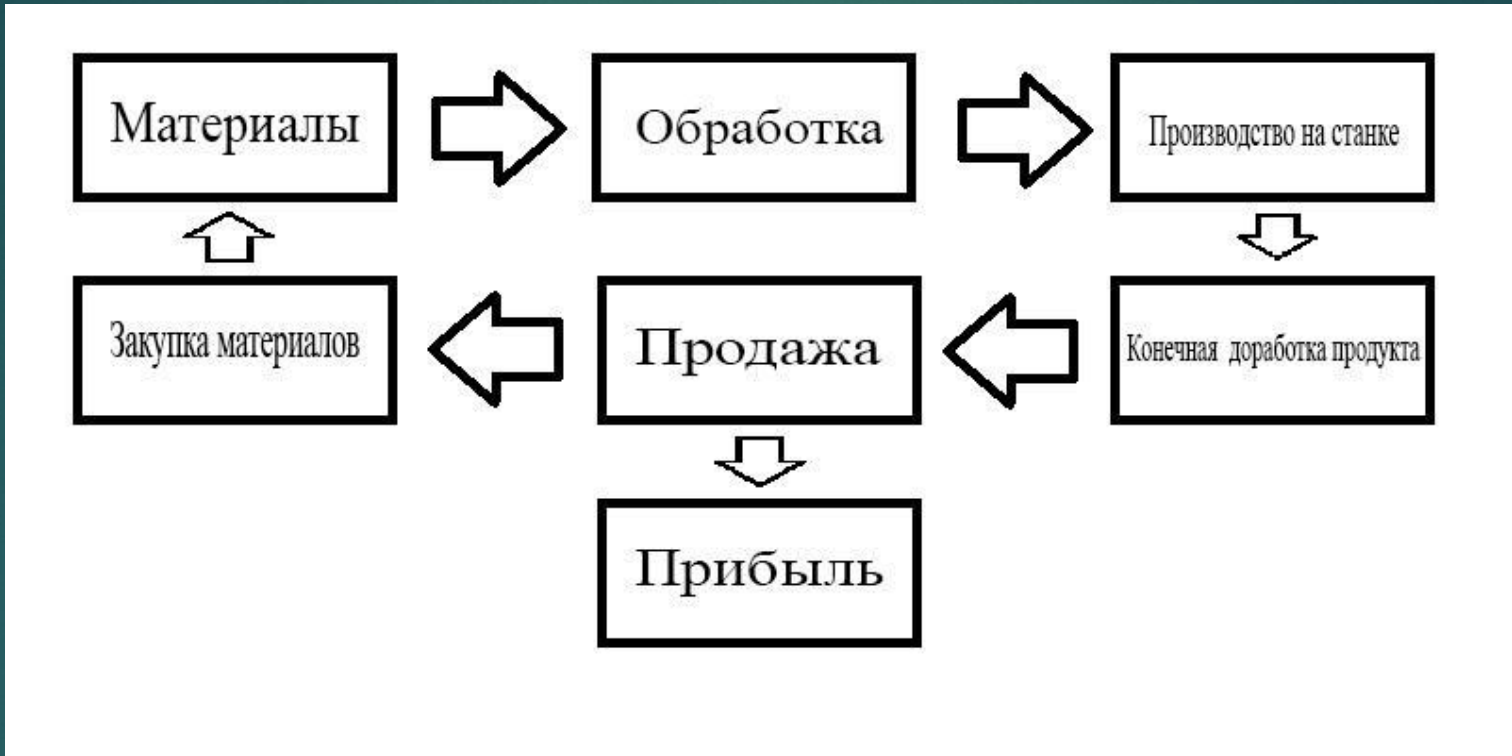 Материалы
Обработка
Производство на станке
Закупка материалов
Продажа
Конечная доработка продукта
Прибыль